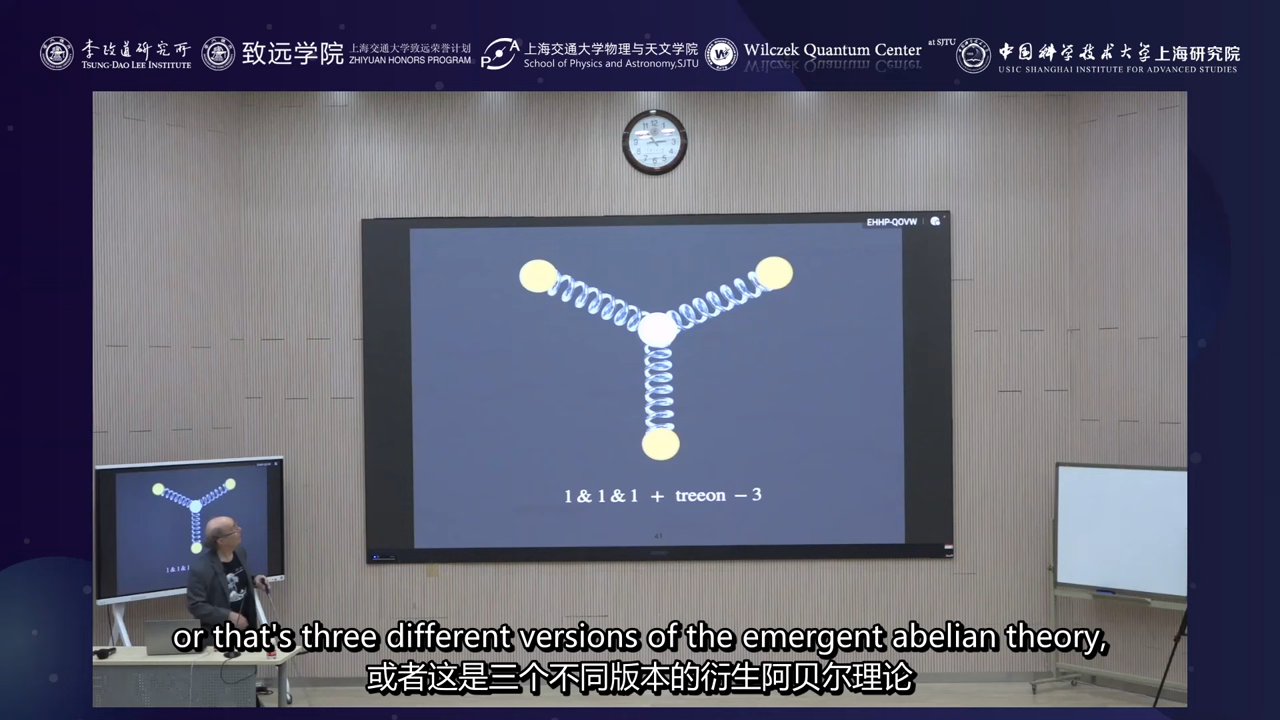 李政道研究所
TSUNG-DAO LEE INSTITUTE
致远学院
上海交通大学致远荣誉计划
ZHIYUAN HONORS PROGRAM
上海交通大学物理与天文学院
School of Physics and Astronomy,SJTU
Wilczek Quantum Center
at SJTU
中国科学技术大学上海研究院
USTC SHANGHAI INSTITUTE FOR ADVANCED STUDIES
EHHP-QOVW
1 & 1 & 1 + treeon − 3
43
or that's three different versions of the emergent abelian theory,
或者这是三个不同版本的衍生阿贝尔理论